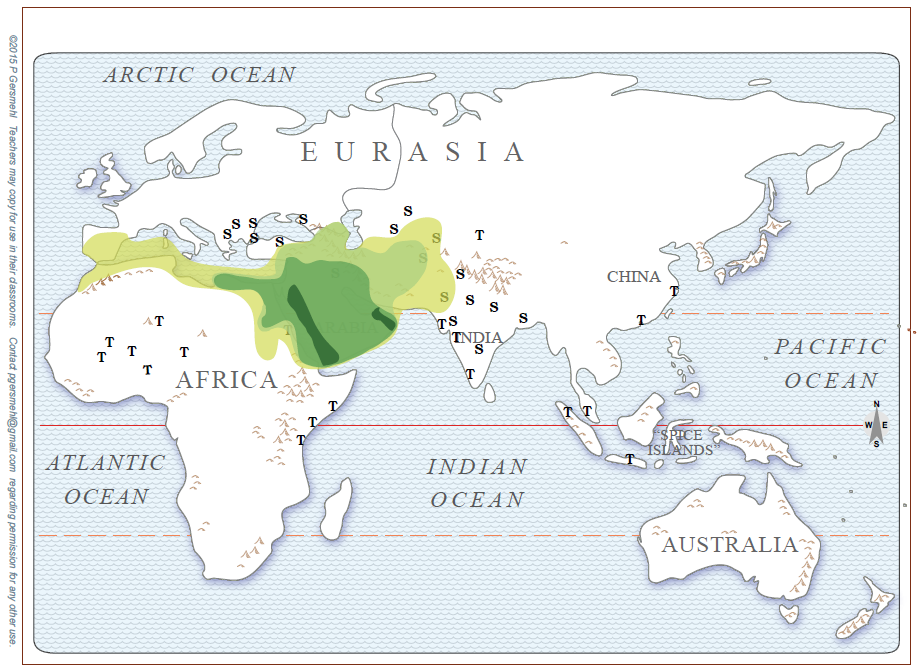 ©2015 P Gersmehl Teachers may copy for use in their classrooms. Contact pgersmehl@gmail.com regarding permission for any other use.
ARCTIC OCEAN
EURASIA
S
S S S
S S
S S S T
S
S S
CHINA
S S T
S
T T S S T
ARABIA
T INDIA
S
PACIFIC
OCEAN
T
T T T
T
T
AFRICA
N
W E
S
T
T
T
T T
"SPICE
ISLANDS"
T
ATLANTIC
OCEAN
INDIAN
OCEAN
AUSTRALIA